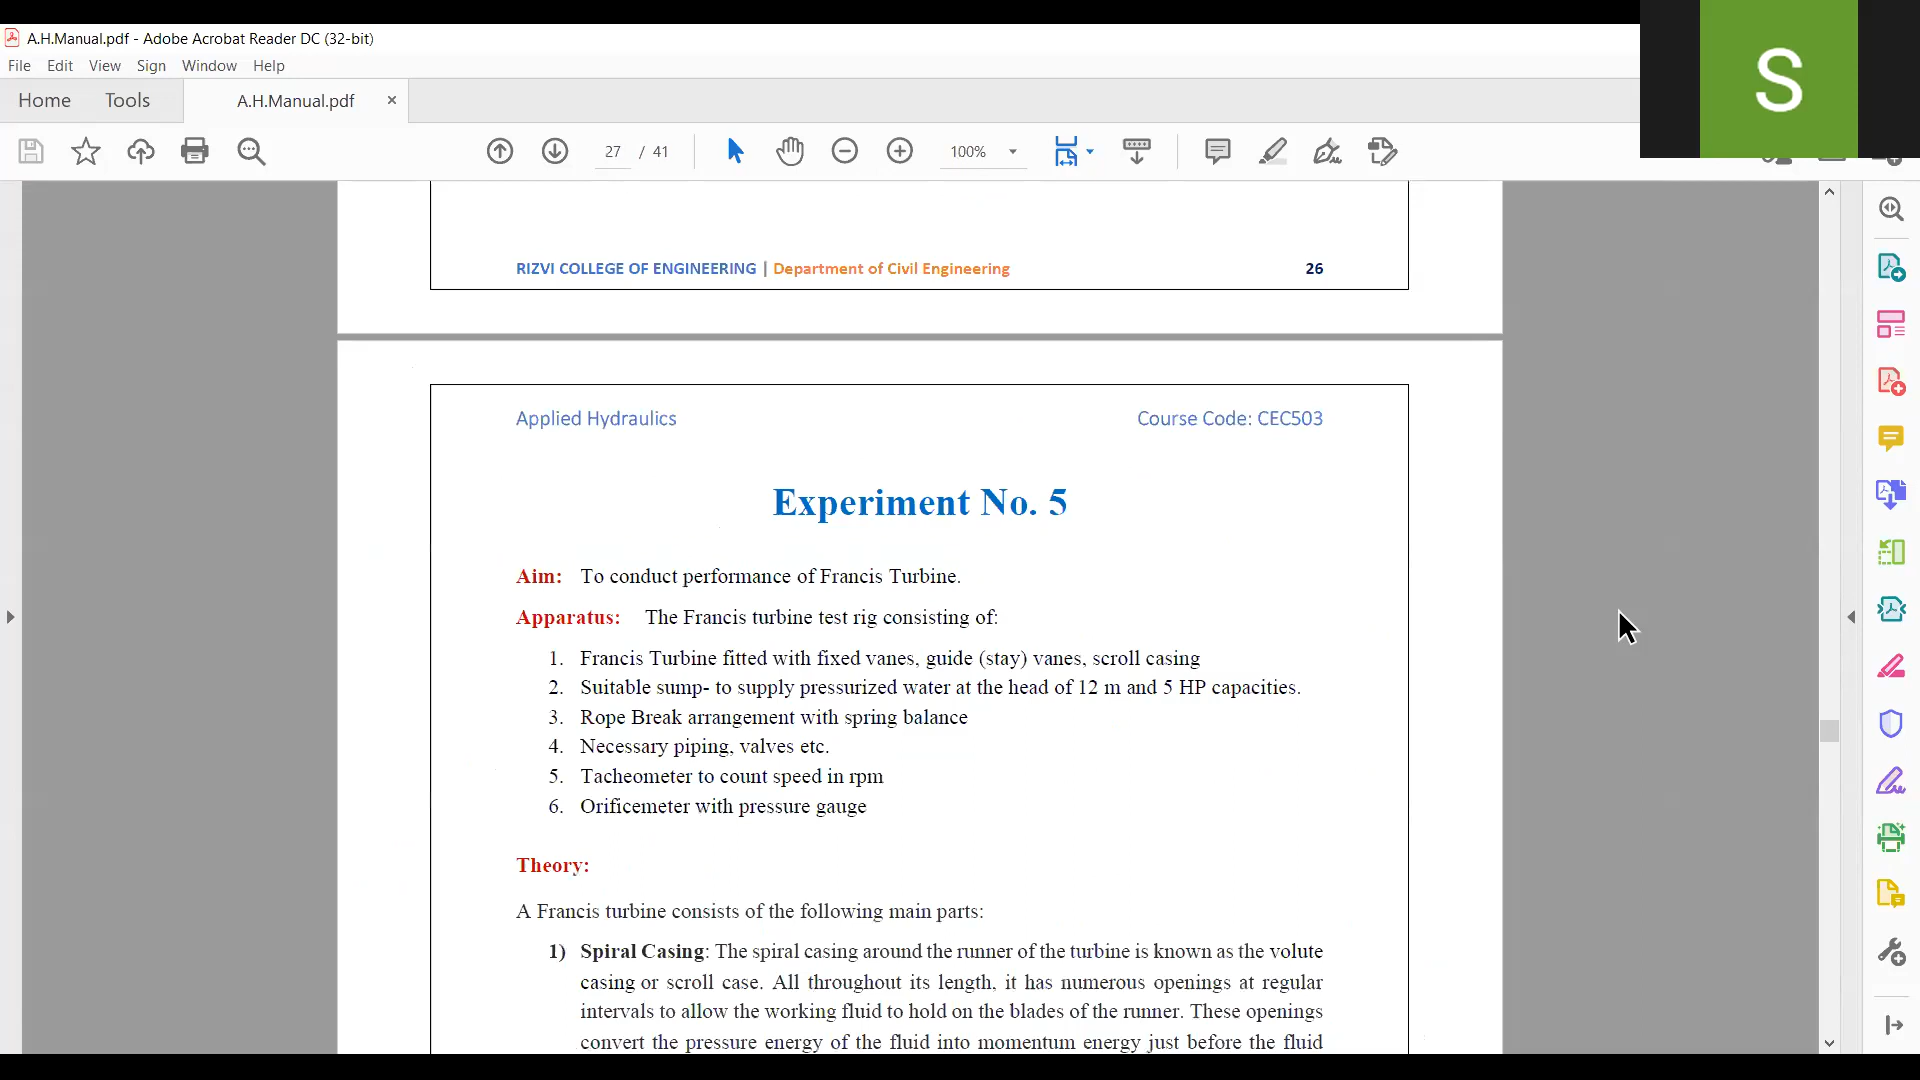 A.H.Manual.pdf - Adobe Acrobat Reader DC (32-bit)
File Edit View Sign Window Help
Home Tools A.H.Manual.pdf ×
27 / 41 100%
S
RIZVI COLLEGE OF ENGINEERING | Department of Civil Engineering 26
Applied Hydraulics Course Code: CEC503
Experiment No. 5
Aim: To conduct performance of Francis Turbine.
Apparatus: The Francis turbine test rig consisting of:
1. Francis Turbine fitted with fixed vanes, guide (stay) vanes, scroll casing
2. Suitable sump- to supply pressurized water at the head of 12 m and 5 HP capacities.
3. Rope Break arrangement with spring balance
4. Necessary piping, valves etc.
5. Tacheometer to count speed in rpm
6. Orificemeter with pressure gauge
Theory:
A Francis turbine consists of the following main parts:
1) Spiral Casing: The spiral casing around the runner of the turbine is known as the volute
casing or scroll case. All throughout its length, it has numerous openings at regular
intervals to allow the working fluid to hold on the blades of the runner. These openings
convert the pressure energy of the fluid into momentum energy just before the fluid